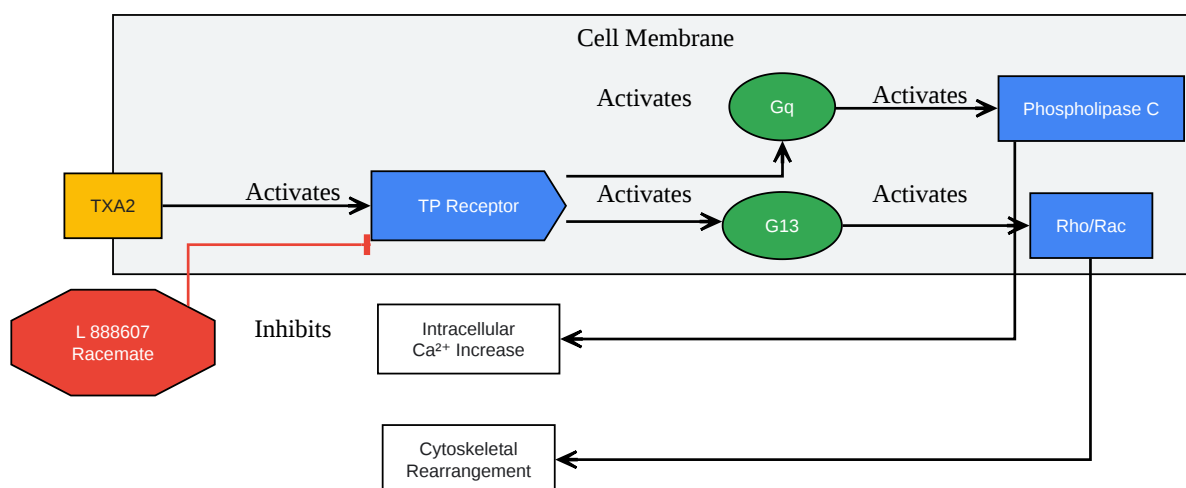 Cell Membrane
Activates
Gq
Activates
Phospholipase C
TXA2
Activates
TP Receptor
Activates
G13
Activates
Rho/Rac
L 888607
Racemate
Inhibits
Intracellular
Ca²⁺ Increase
Cytoskeletal
Rearrangement